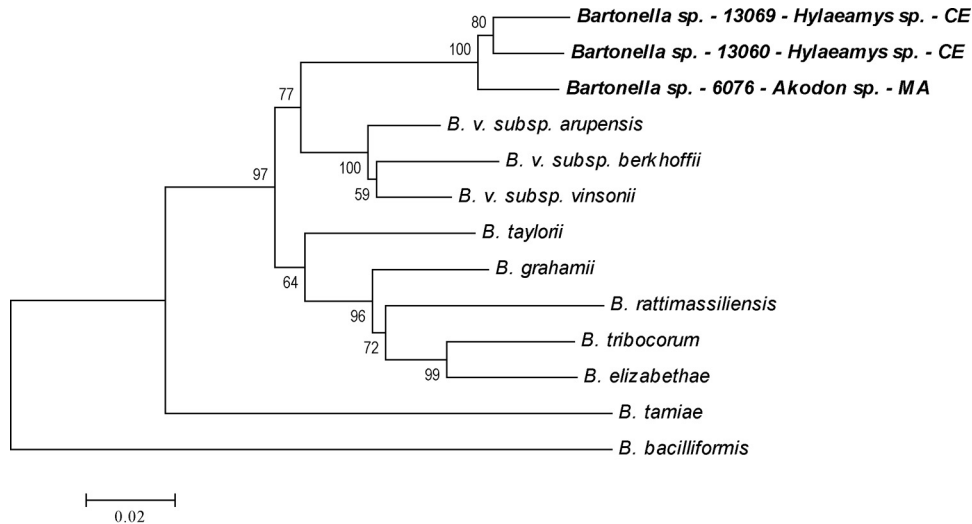 80
Bartonella sp. - 13069 - Hylaeamys sp. - CE
100
Bartonella sp. - 13060 - Hylaeamys sp. - CE
77
Bartonella sp. - 6076 - Akodon sp. - MA
B. v. subsp. arupensis
100
B. v. subsp. berkhoffii
97
59
B. v. subsp. vinsonii
B. taylorii
64
B. grahamii
96
B. rattimassiliensis
72
B. tribocorum
99
B. elizabethae
B. tamiae
B. bacilliformis
0.02